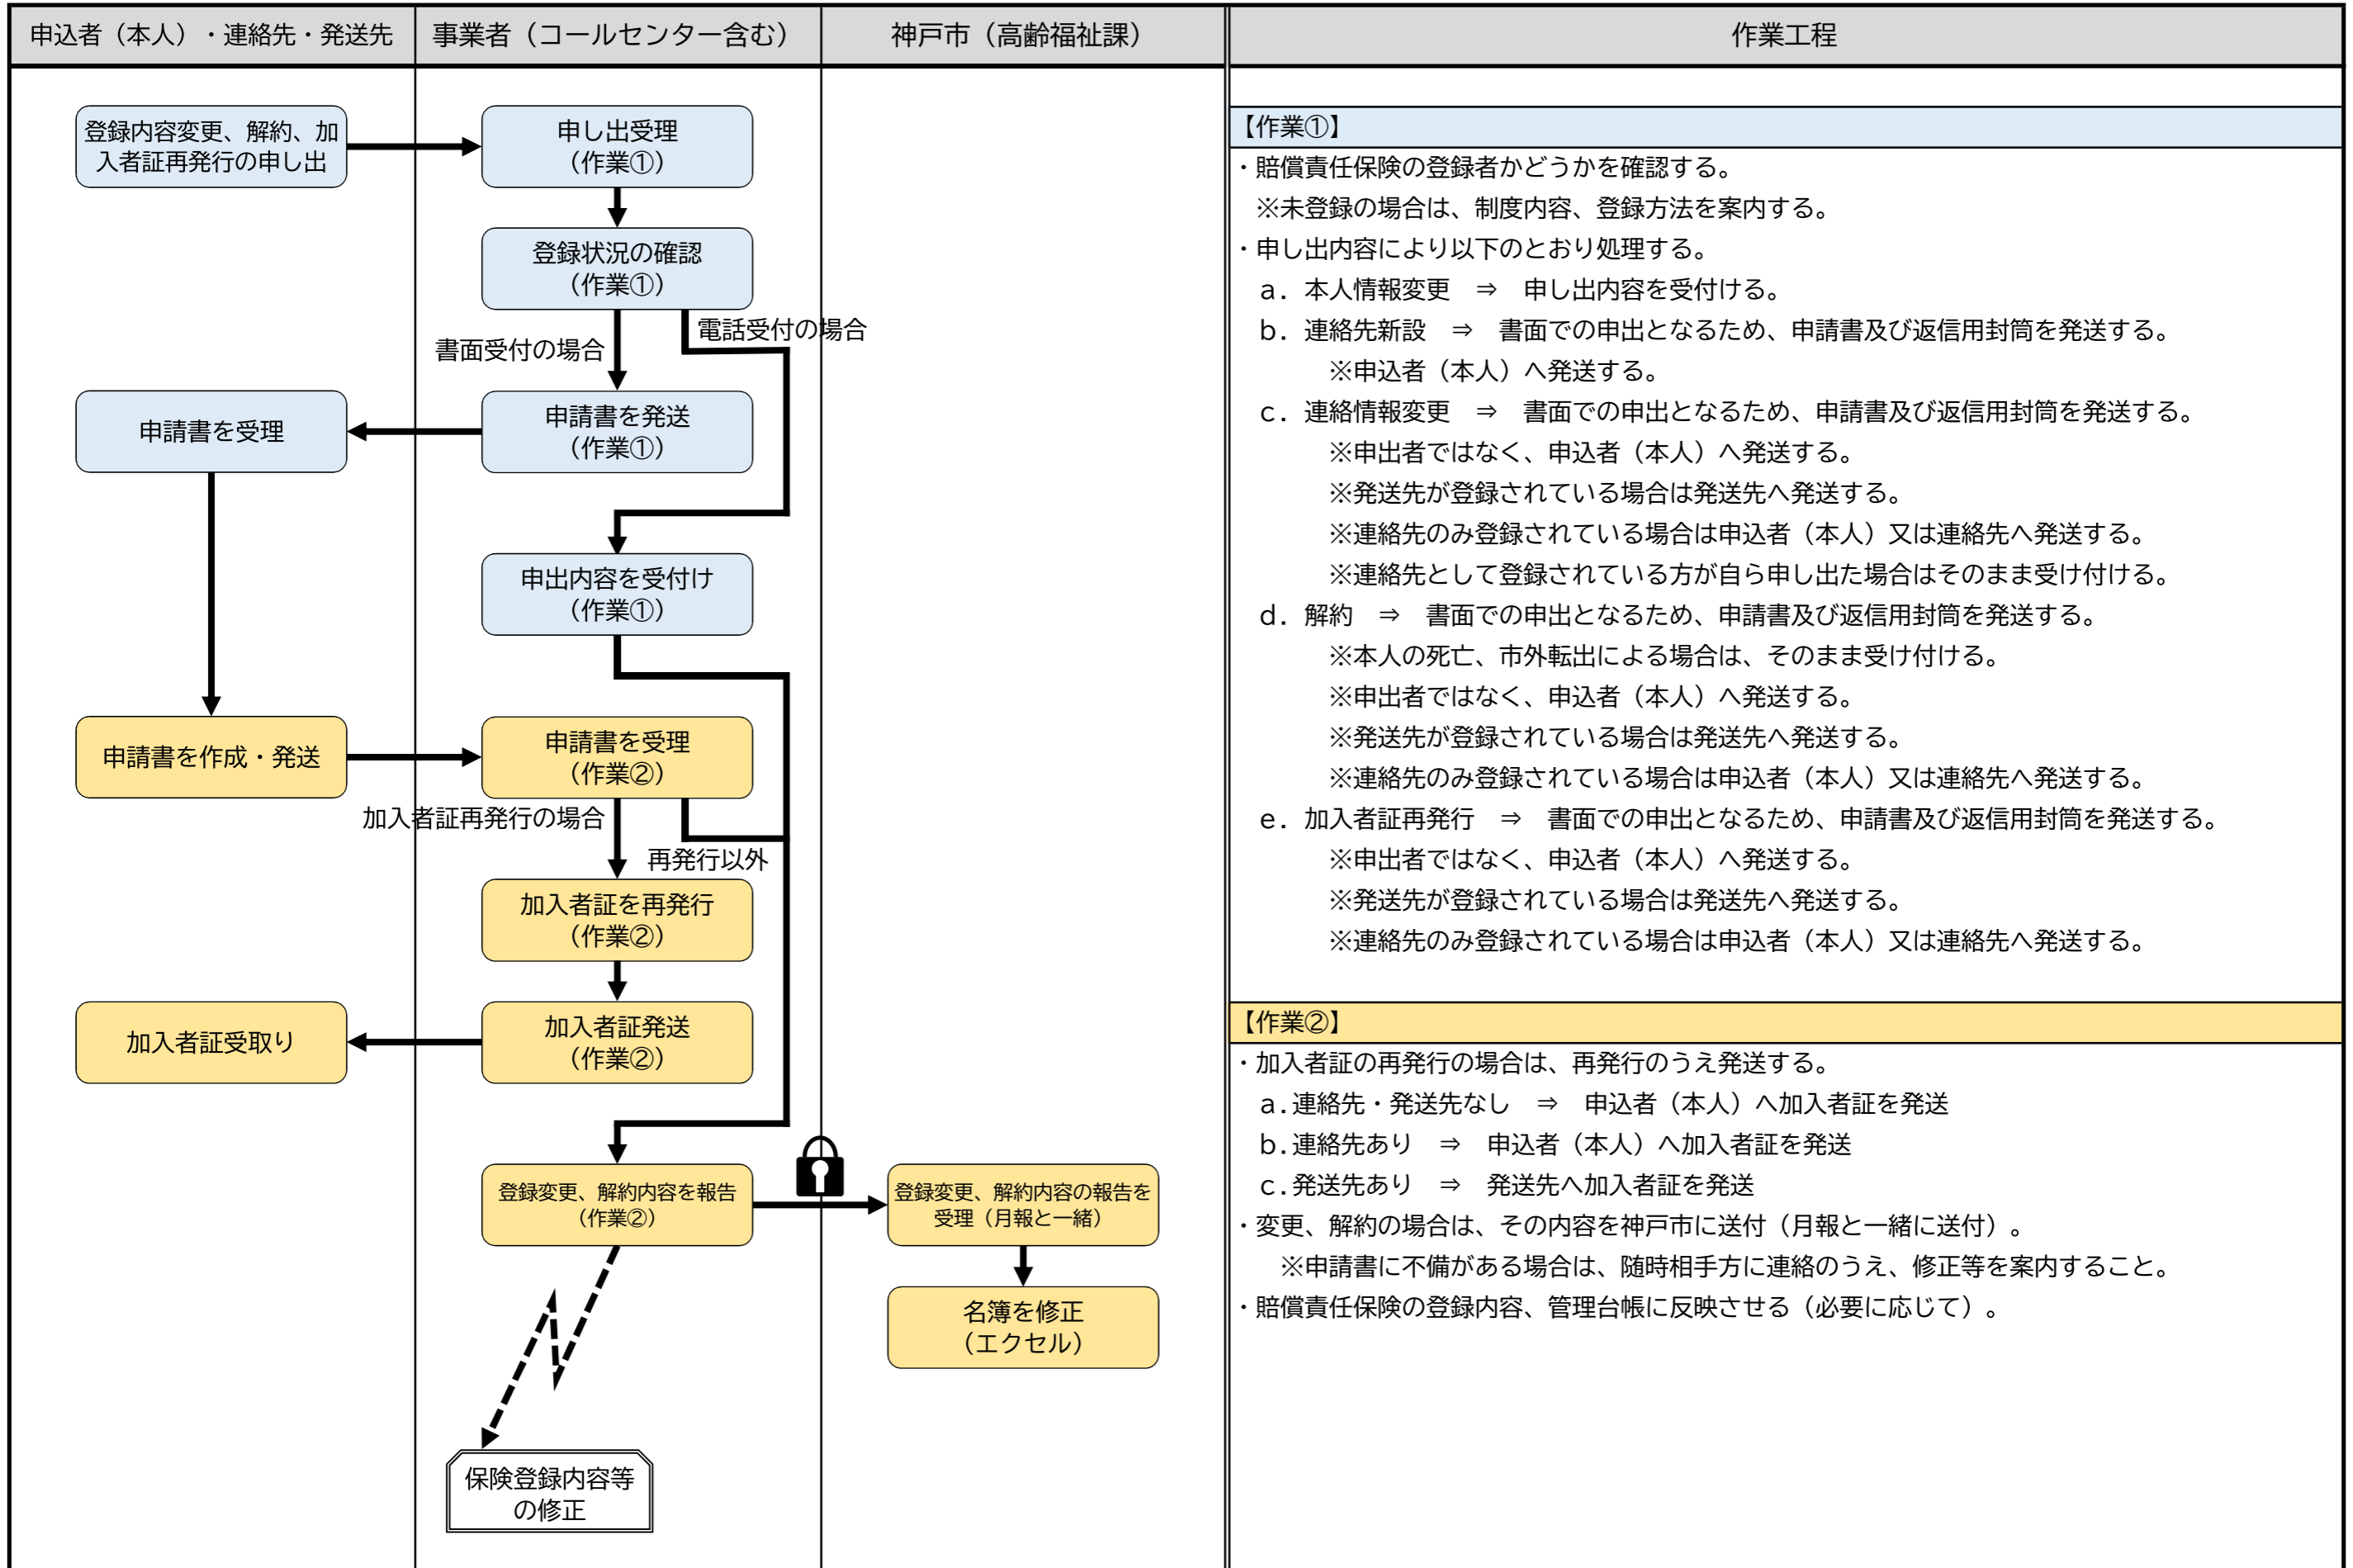 申込者（本人）・連絡先・発送先
事業者（コールセンター含む）
神戸市（高齢福祉課）
作業工程
登録内容変更、解約、加
入者証再発行の申し出
申し出受理
（作業①）
登録状況の確認
（作業①）
書面受付の場合
電話受付の場合
申請書を発送
（作業①）
申請書を受理
申出内容を受付け
（作業①）
申請書を作成・発送
申請書を受理
（作業②）
加入者証再発行の場合
再発行以外
加入者証を再発行
（作業②）
加入者証発送
（作業②）
加入者証受取り
登録変更、解約内容を報告
（作業②）
登録変更、解約内容の報告を
受理（月報と一緒）
名簿を修正
（エクセル）
保険登録内容等
の修正
【作業①】
・賠償責任保険の登録者かどうかを確認する。
※未登録の場合は、制度内容、登録方法を案内する。
・申し出内容により以下のとおり処理する。
ａ．本人情報変更　⇒　申し出内容を受付ける。
ｂ．連絡先新設　⇒　書面での申出となるため、申請書及び返信用封筒を発送する。
※申込者（本人）へ発送する。
ｃ．連絡情報変更　⇒　書面での申出となるため、申請書及び返信用封筒を発送する。
※申出者ではなく、申込者（本人）へ発送する。
※発送先が登録されている場合は発送先へ発送する。
※連絡先のみ登録されている場合は申込者（本人）又は連絡先へ発送する。
※連絡先として登録されている方が自ら申し出た場合はそのまま受け付ける。
ｄ．解約　⇒　書面での申出となるため、申請書及び返信用封筒を発送する。
※本人の死亡、市外転出による場合は、そのまま受け付ける。
※申出者ではなく、申込者（本人）へ発送する。
※発送先が登録されている場合は発送先へ発送する。
※連絡先のみ登録されている場合は申込者（本人）又は連絡先へ発送する。
ｅ．加入者証再発行　⇒　書面での申出となるため、申請書及び返信用封筒を発送する。
※申出者ではなく、申込者（本人）へ発送する。
※発送先が登録されている場合は発送先へ発送する。
※連絡先のみ登録されている場合は申込者（本人）又は連絡先へ発送する。
【作業②】
・加入者証の再発行の場合は、再発行のうえ発送する。
ａ.連絡先・発送先なし　⇒　申込者（本人）へ加入者証を発送
ｂ.連絡先あり　⇒　申込者（本人）へ加入者証を発送
ｃ.発送先あり　⇒　発送先へ加入者証を発送
・変更、解約の場合は、その内容を神戸市に送付（月報と一緒に送付）。
※申請書に不備がある場合は、随時相手方に連絡のうえ、修正等を案内すること。
・賠償責任保険の登録内容、管理台帳に反映させる（必要に応じて）。